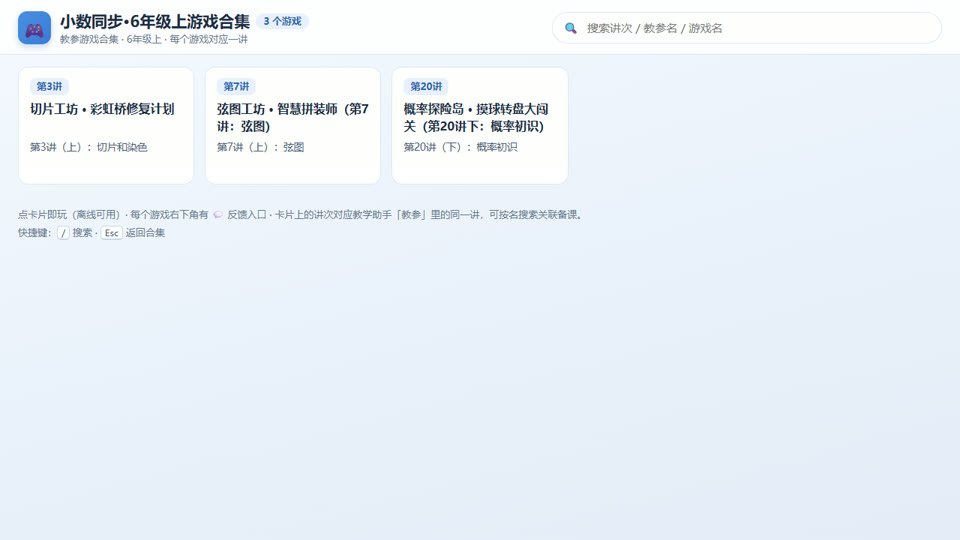 小数同步•6年级上游戏合集 3 个游戏
教参游戏合集 · 6年级上 · 每个游戏对应一讲
搜索讲次 / 教参名 / 游戏名
第3讲
切片工坊 • 彩虹桥修复计划
第3讲（上）：切片和染色
第7讲
弦图工坊 • 智慧拼装师（第7
讲：弦图）
第7讲（上）：弦图
第20讲
概率探险岛 • 摸球转盘大闯
关（第20讲下：概率初识）
第20讲（下）：概率初识
点卡片即玩（离线可用）· 每个游戏右下角有 💬 反馈入口 · 卡片上的讲次对应教学助手「教参」里的同一讲，可按名搜索关联备课。
快捷键： / 搜索 · Esc 返回合集